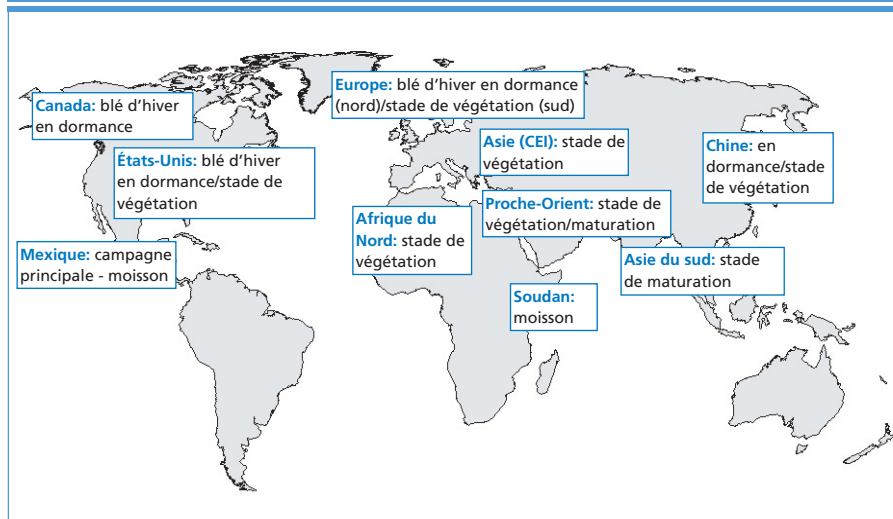 Canada: blé d'hiver
en dormance
États-Unis: blé d'hiver
en dormance/stade de
végétation
Mexique: campagne
principale - moisson
Europe: blé d'hiver en dormance
(nord)/stade de végétation (sud)
Asie (CEI): stade de
végétation
Proche-Orient: stade de
végétation/maturation
Afrique du
Nord: stade de
végétation
Soudan:
moisson
Chine: en
dormance/stade
de végétation
Asie du sud: stade
de maturation